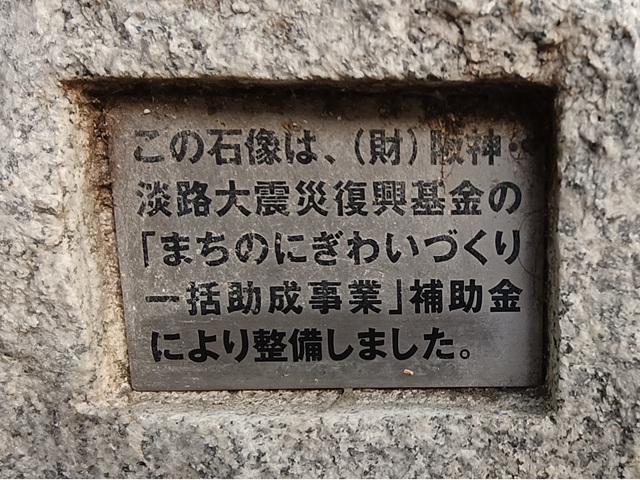 この石像は、（財）阪神・
淡路大震災復興基金の
「まちのにぎわいづくり
一括助成事業」補助金
により整備しました。